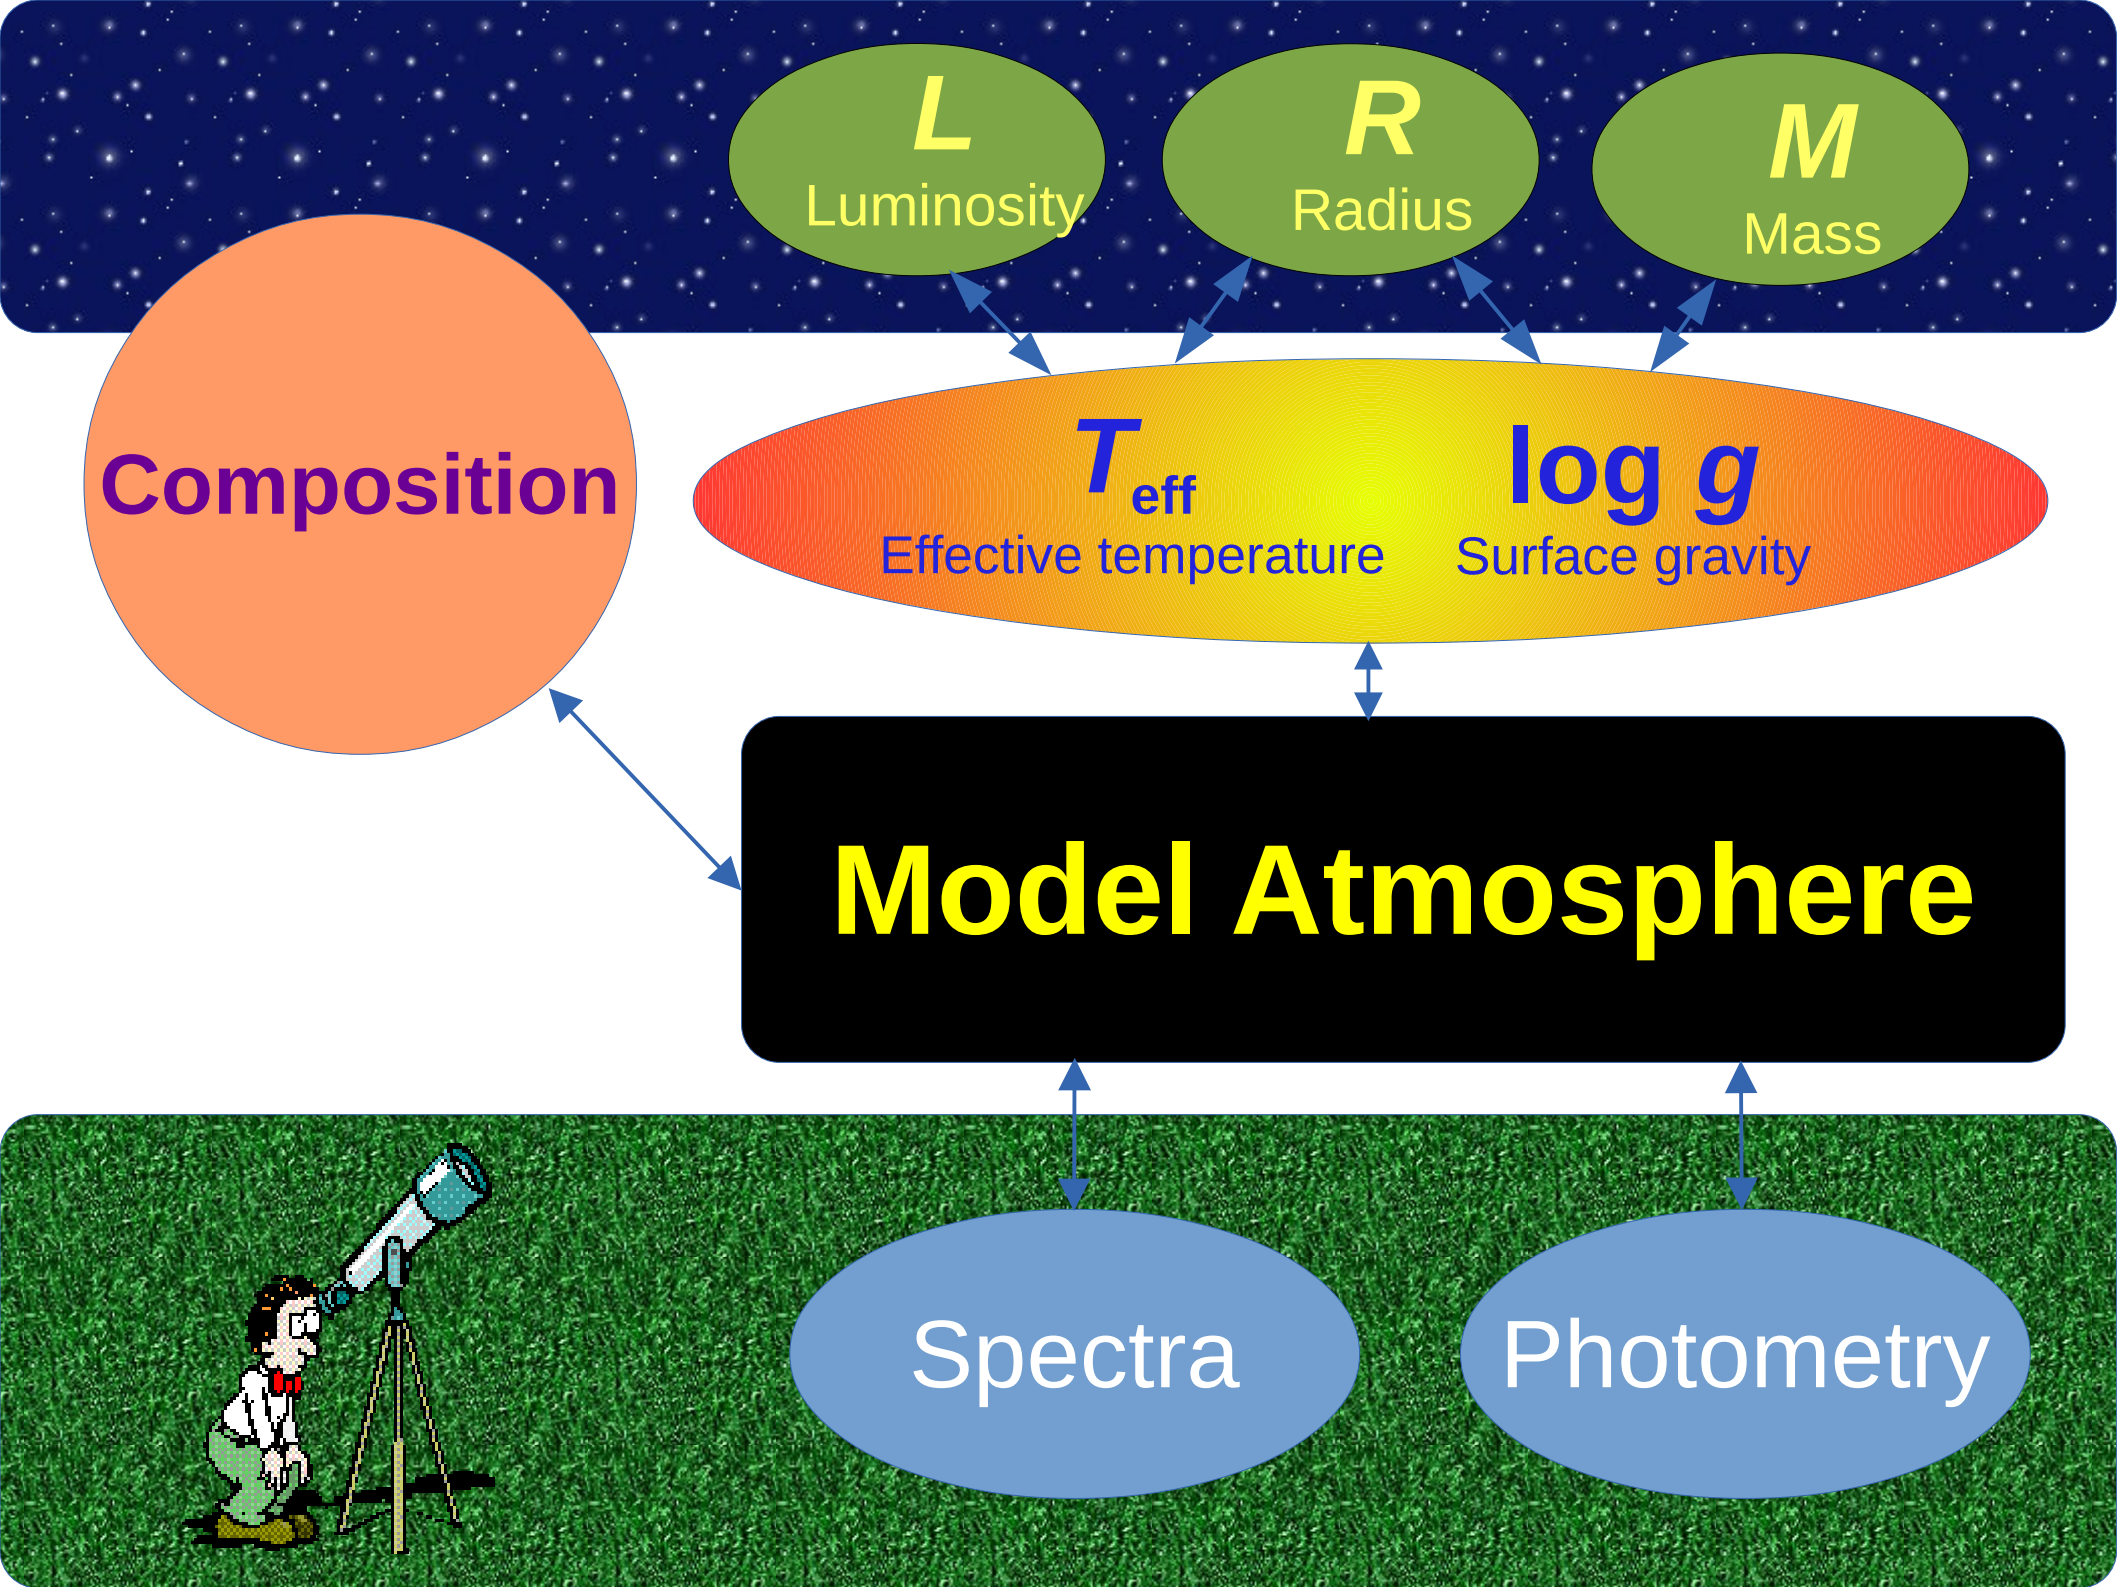 L
Luminosity
R
Radius
M
Mass
Composition
Teff
Effective temperature
log g
Surface gravity
Model Atmosphere
Spectra
Photometry